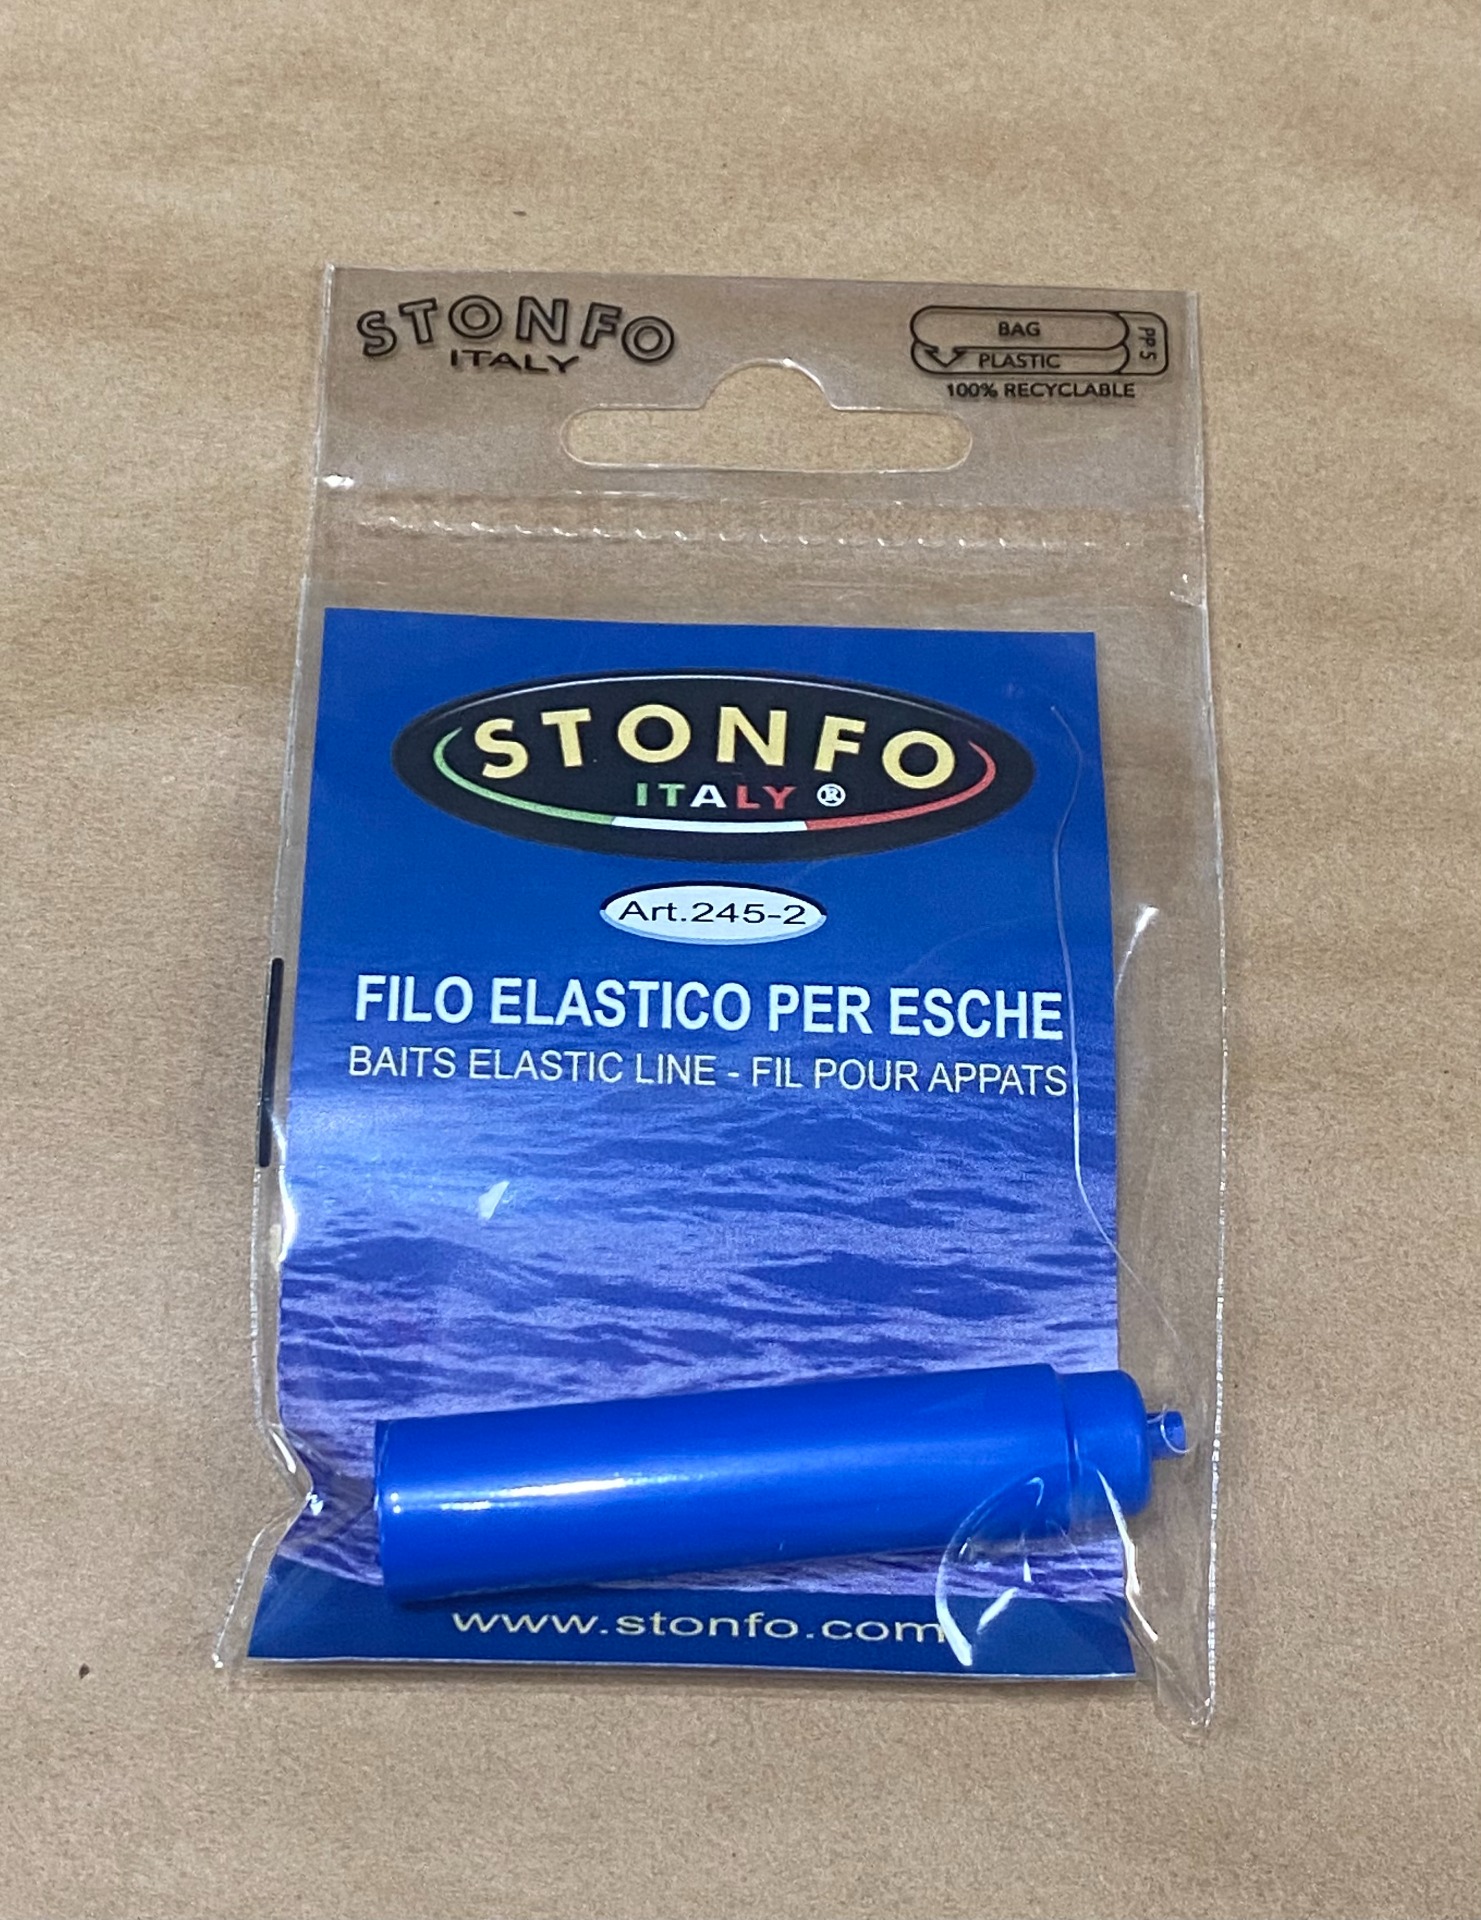 STONFO
ITALY
BAG
PLASTIC
PP 5
100% RECYCLABLE
STONFO
ITALY ®
Art.245-2
FILO ELASTICO PER ESCHE
BAITS ELASTIC LINE - FIL POUR APPATS
www.stonfo.com